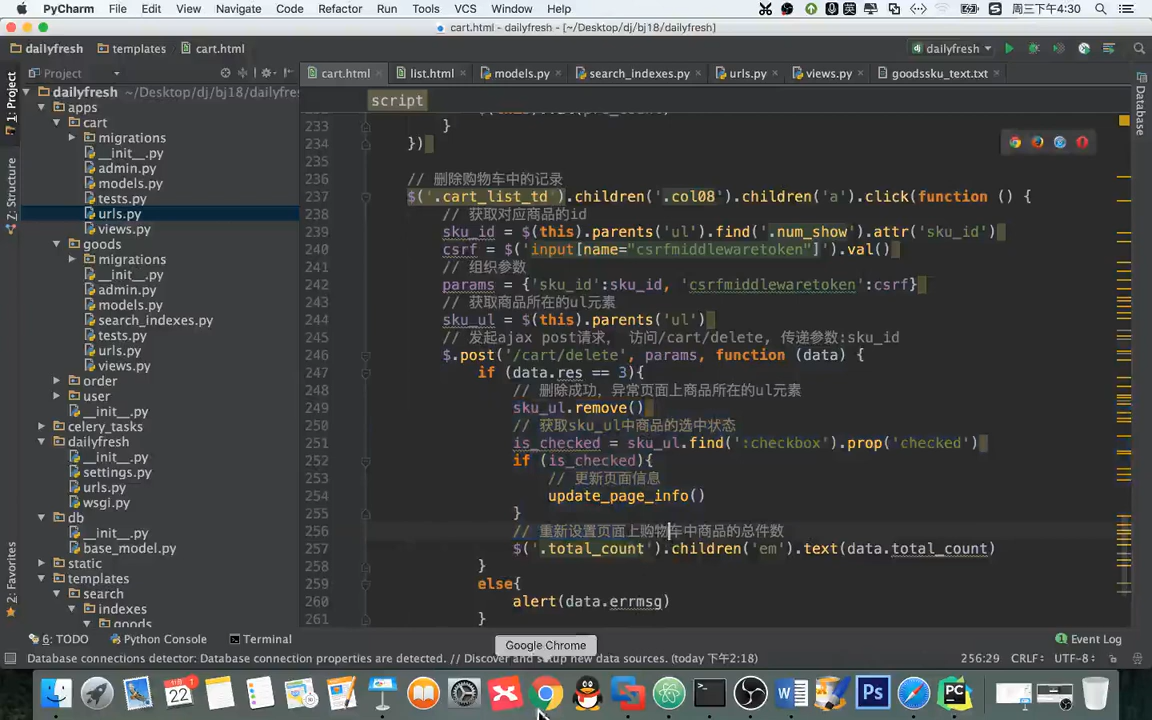 PyCharm File Edit View Navigate Code Refactor Run Tools VCS Window Help 英 周三下午4:30
cart.html - dailyfresh - [~/Desktop/dj/bj18/dailyfresh]
dailyfresh templates cart.html dailyfresh
Project cart.html list.html models.py search_indexes.py urls.py views.py goodssku_text.txt
1: Project
Z: Structure
2: Favorites
Database
dailyfresh ~/Desktop/dj/bj18/dailyfre
apps
cart
migrations
__init__.py
admin.py
models.py
tests.py
urls.py
views.py
goods
migrations
__init__.py
admin.py
models.py
search_indexes.py
tests.py
urls.py
views.py
order
user
__init__.py
celery_tasks
dailyfresh
__init__.py
settings.py
urls.py
wsgi.py
db
__init__.py
base_model.py
static
templates
search
indexes
goods
script
233 }
234 })
235
236 // 删除购物车中的记录
237 $('.cart_list_td').children('.col08').children('a').click(function () {
238 // 获取对应商品的id
239 sku_id = $(this).parents('ul').find('.num_show').attr('sku_id')
240 csrf = $('input[name="csrfmiddlewaretoken"]').val()
241 // 组织参数
242 params = {'sku_id':sku_id, 'csrfmiddlewaretoken':csrf}
243 // 获取商品所在的ul元素
244 sku_ul = $(this).parents('ul')
245 // 发起ajax post请求, 访问/cart/delete, 传递参数:sku_id
246 $.post('/cart/delete', params, function (data) {
247 if (data.res == 3){
248 // 删除成功，异常页面上商品所在的ul元素
249 sku_ul.remove()
250 // 获取sku_ul中商品的选中状态
251 is_checked = sku_ul.find(':checkbox').prop('checked')
252 if (is_checked){
253 // 更新页面信息
254 update_page_info()
255 }
256 // 重新设置页面上购物车中商品的总件数
257 $('.total_count').children('em').text(data.total_count)
258 }
259 else{
260 alert(data.errmsg)
261 }
6: TODO Python Console Terminal Event Log
Google Chrome
Database connections detector: Database connection properties are detected. // Discover and setup new data sources. (today 下午2:18) 256:29 CRLF: UTF-8:
22
W Ps PC